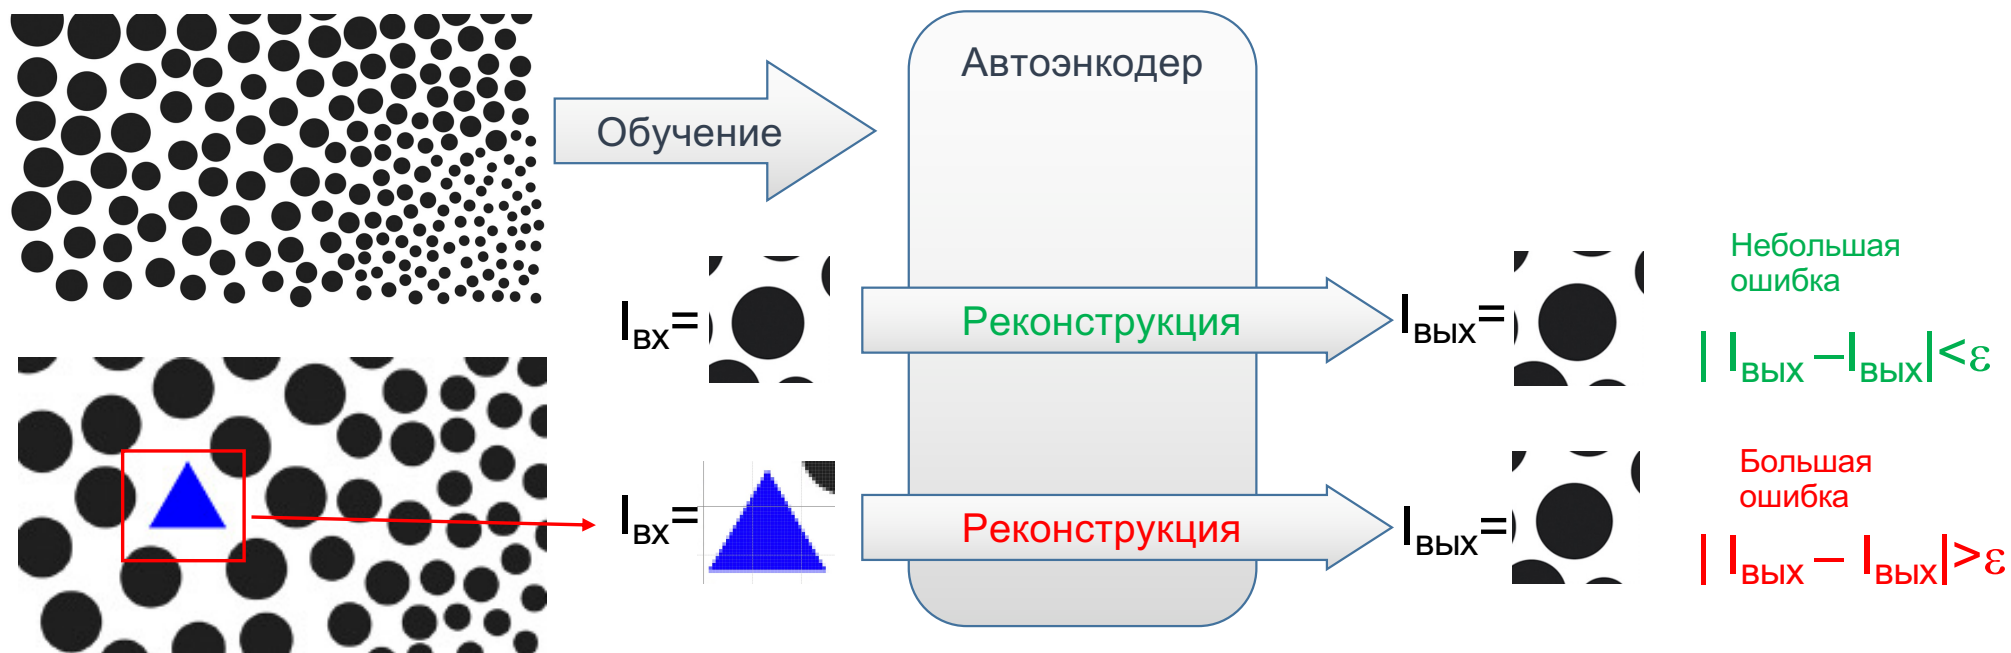 Автоэнкодер
Обучение
Iвх=
Реконструкция
Iвых=
Небольшая
ошибка
| Iвых –Iвых|<ε
Iвх=
Реконструкция
Iвых=
Большая
ошибка
| Iвых – Iвых|>ε